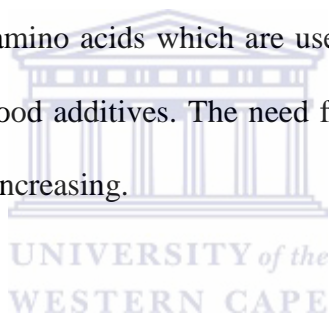 amino acids which are use
ood additives. The need f
ncreasing.
UNIVERSITY of the
WESTERN CAPE